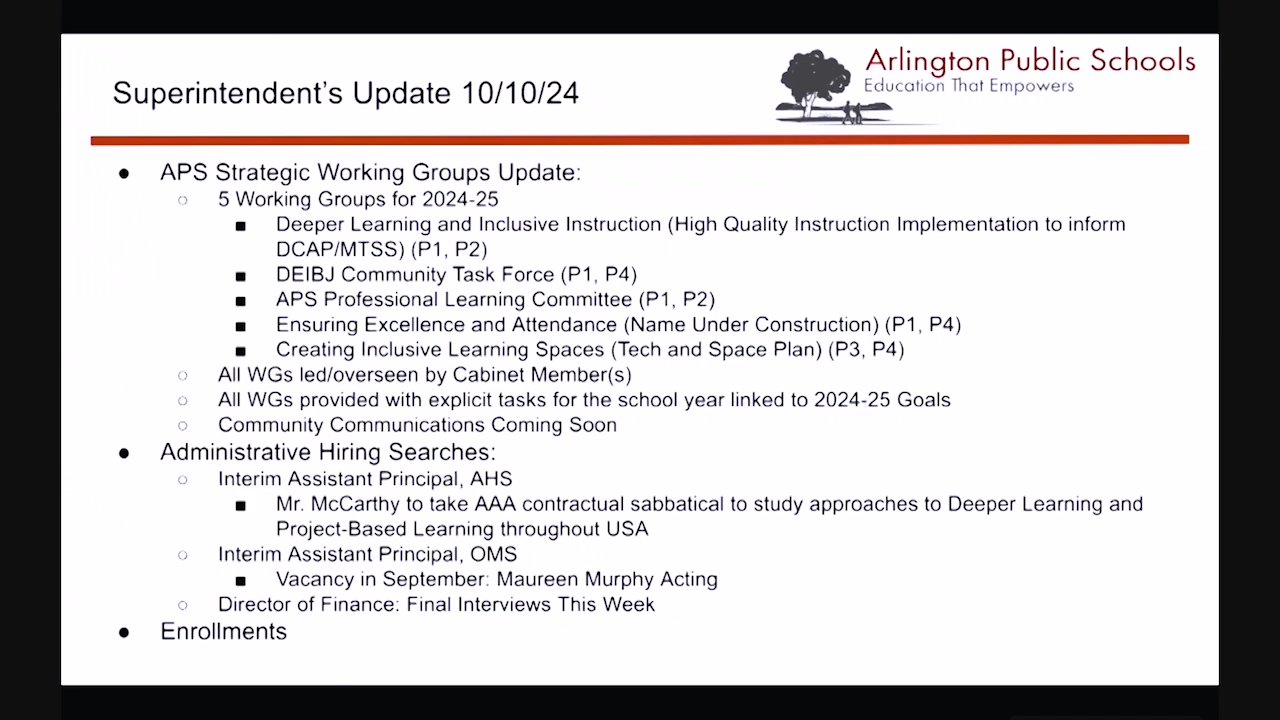 Arlington Public Schools
Education That Empowers
Superintendent's Update 10/10/24
● APS Strategic Working Groups Update:
○ 5 Working Groups for 2024-25
■ Deeper Learning and Inclusive Instruction (High Quality Instruction Implementation to inform
DCAP/MTSS) (P1, P2)
■ DEIBJ Community Task Force (P1, P4)
■ APS Professional Learning Committee (P1, P2)
■ Ensuring Excellence and Attendance (Name Under Construction) (P1, P4)
■ Creating Inclusive Learning Spaces (Tech and Space Plan) (P3, P4)
○ All WGs led/overseen by Cabinet Member(s)
○ All WGs provided with explicit tasks for the school year linked to 2024-25 Goals
○ Community Communications Coming Soon
● Administrative Hiring Searches:
○ Interim Assistant Principal, AHS
■ Mr. McCarthy to take AAA contractual sabbatical to study approaches to Deeper Learning and
Project-Based Learning throughout USA
○ Interim Assistant Principal, OMS
■ Vacancy in September: Maureen Murphy Acting
○ Director of Finance: Final Interviews This Week
● Enrollments